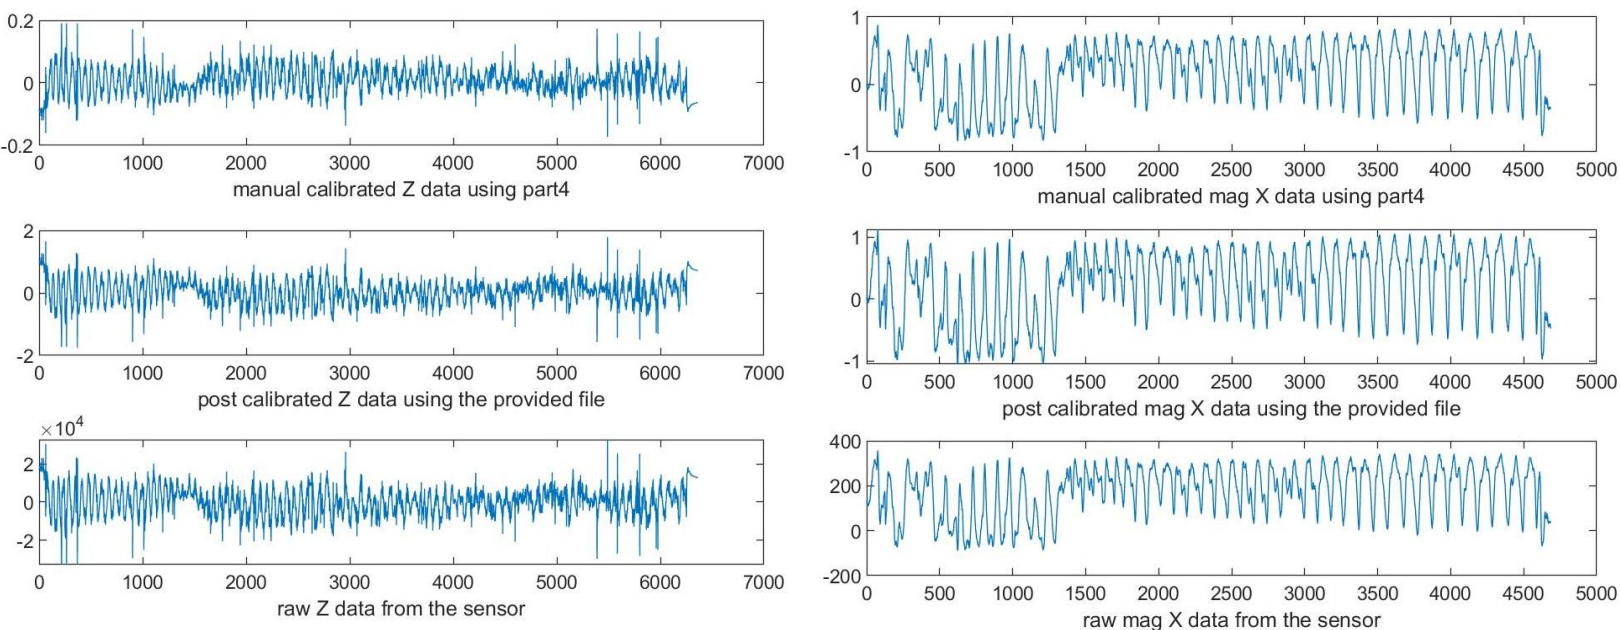 0.2
0
-0.2
0 1000 2000 3000 4000 5000 6000 7000
manual calibrated Z data using part4
2
0
-2
0 1000 2000 3000 4000 5000 6000 7000
post calibrated Z data using the provided file
×10⁴
2
0
-2
0 1000 2000 3000 4000 5000 6000 7000
raw Z data from the sensor
1
0
-1
0 500 1000 1500 2000 2500 3000 3500 4000 4500 5000
manual calibrated mag X data using part4
1
0
-1
0 500 1000 1500 2000 2500 3000 3500 4000 4500 5000
post calibrated mag X data using the provided file
400
200
0
-200
0 500 1000 1500 2000 2500 3000 3500 4000 4500 5000
raw mag X data from the sensor